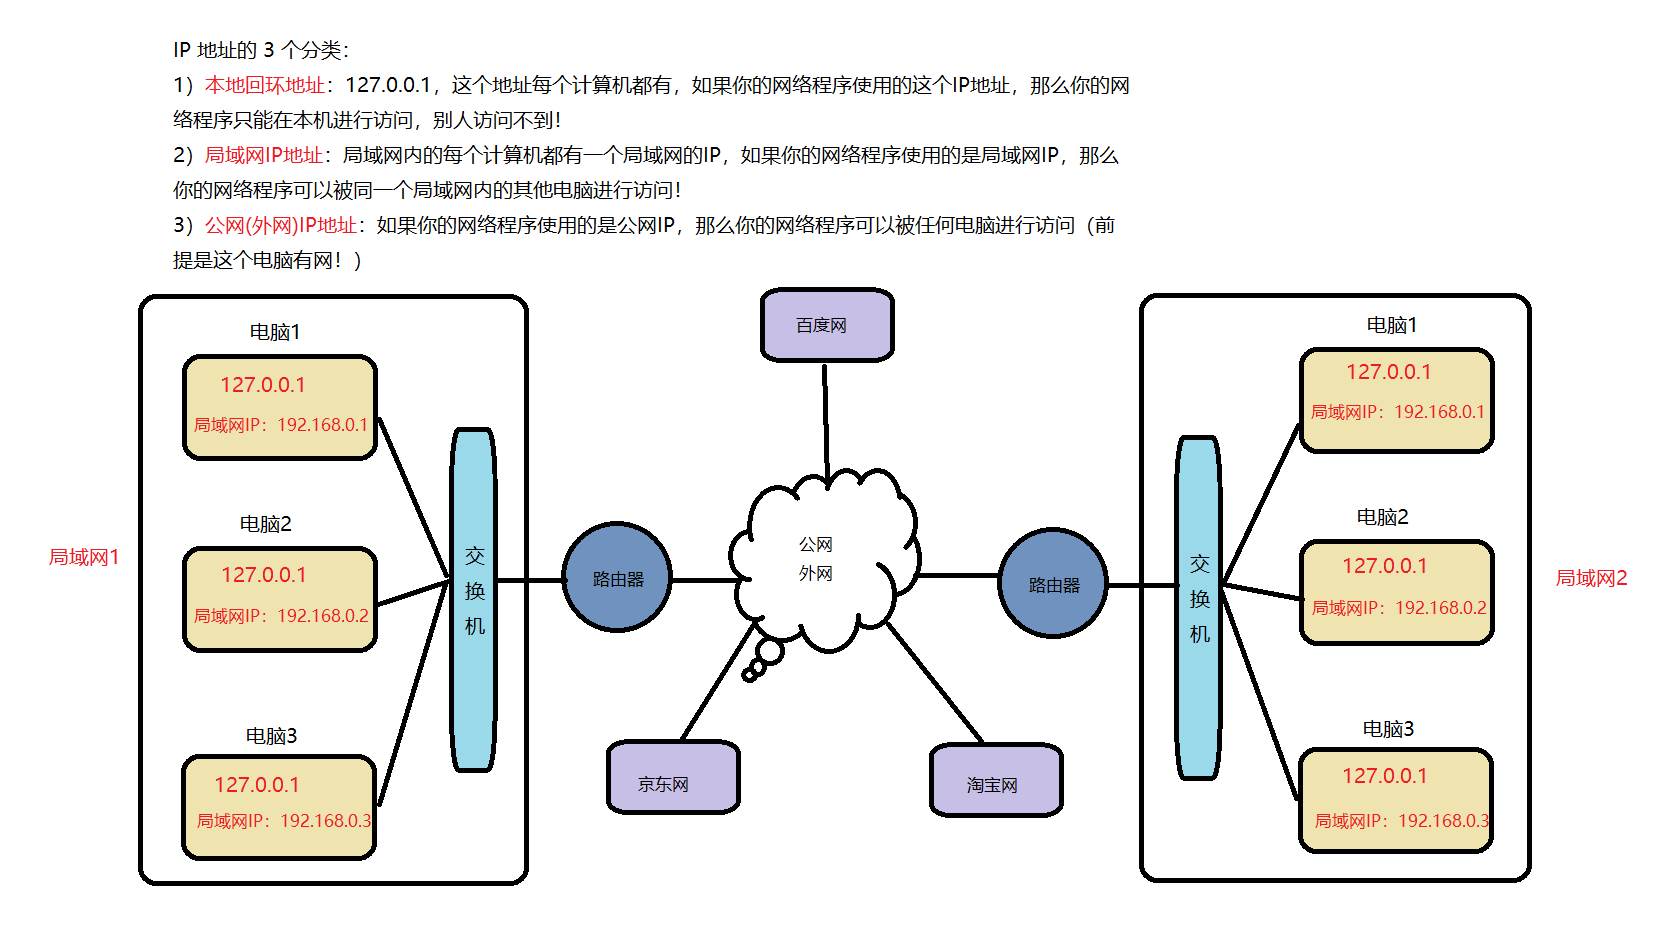 IP 地址的 3 个分类：
1）本地回环地址：127.0.0.1，这个地址每个计算机都有，如果你的网络程序使用的这个IP地址，那么你的网
络程序只能在本机进行访问，别人访问不到！
2）局域网IP地址：局域网内的每个计算机都有一个局域网的IP，如果你的网络程序使用的是局域网IP，那么
你的网络程序可以被同一个局域网内的其他电脑进行访问！
3）公网(外网)IP地址：如果你的网络程序使用的是公网IP，那么你的网络程序可以被任何电脑进行访问（前
提是这个电脑有网！）
局域网1
电脑1
127.0.0.1
局域网IP：192.168.0.1
电脑2
127.0.0.1
局域网IP：192.168.0.2
电脑3
127.0.0.1
局域网IP：192.168.0.3
交
换
机
路由器
百度网
公网
外网
京东网
淘宝网
路由器
交
换
机
电脑1
127.0.0.1
局域网IP：192.168.0.1
电脑2
127.0.0.1
局域网IP：192.168.0.2
电脑3
127.0.0.1
局域网IP：192.168.0.3
局域网2